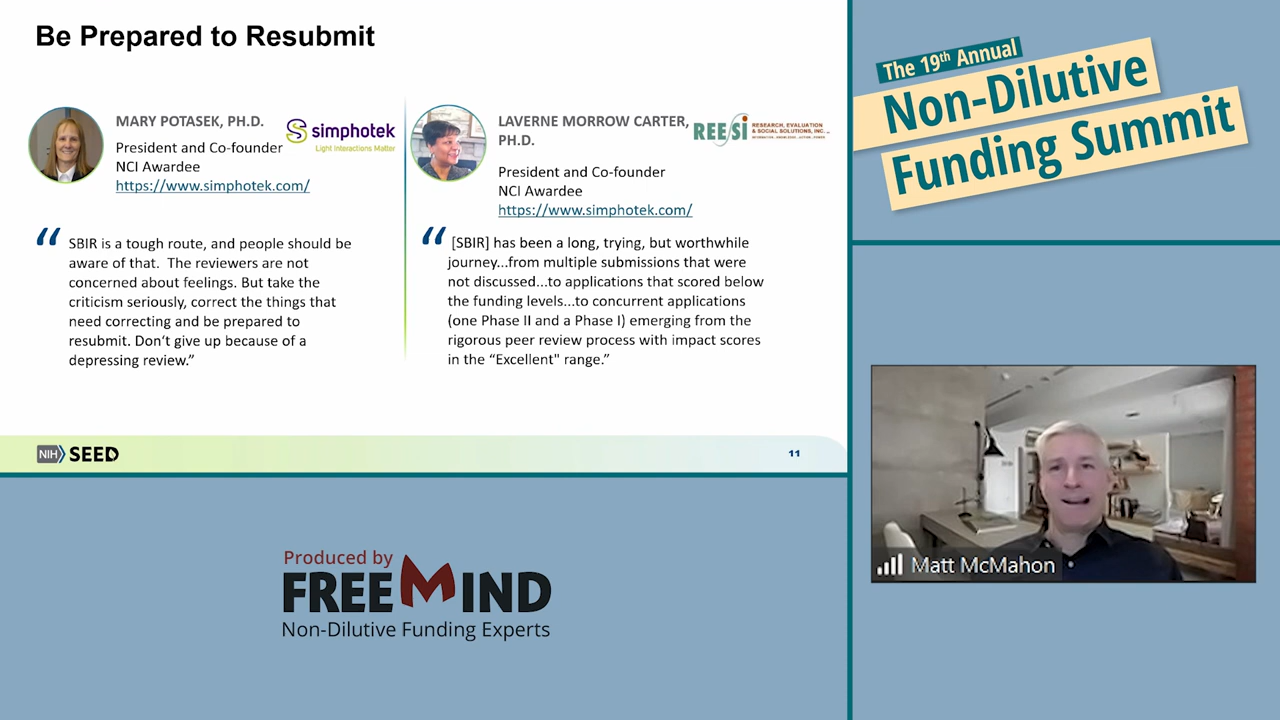 Be Prepared to Resubmit
MARY POTASEK, PH.D.
President and Co-founder
NCI Awardee
https://www.simphotek.com/
simphotek
Light Interactions Matter
“ SBIR is a tough route, and people should be
aware of that. The reviewers are not
concerned about feelings. But take the
criticism seriously, correct the things that
need correcting and be prepared to
resubmit. Don‘t give up because of a
depressing review.”
LAVERNE MORROW CARTER,
PH.D.
President and Co-founder
NCI Awardee
https://www.simphotek.com/
REESSI
RESEARCH, EVALUATION
& SOCIAL SOLUTIONS, INC.
“ [SBIR] has been a long, trying, but worthwhile
journey...from multiple submissions that were
not discussed...to applications that scored below
the funding levels...to concurrent applications
(one Phase II and a Phase I) emerging from the
rigorous peer review process with impact scores
in the “Excellent" range.”
NIH SEED
11
The 19th Annual
Non-Dilutive
Funding Summit
Matt McMahon
Produced by
FREEMIND
Non-Dilutive Funding Experts